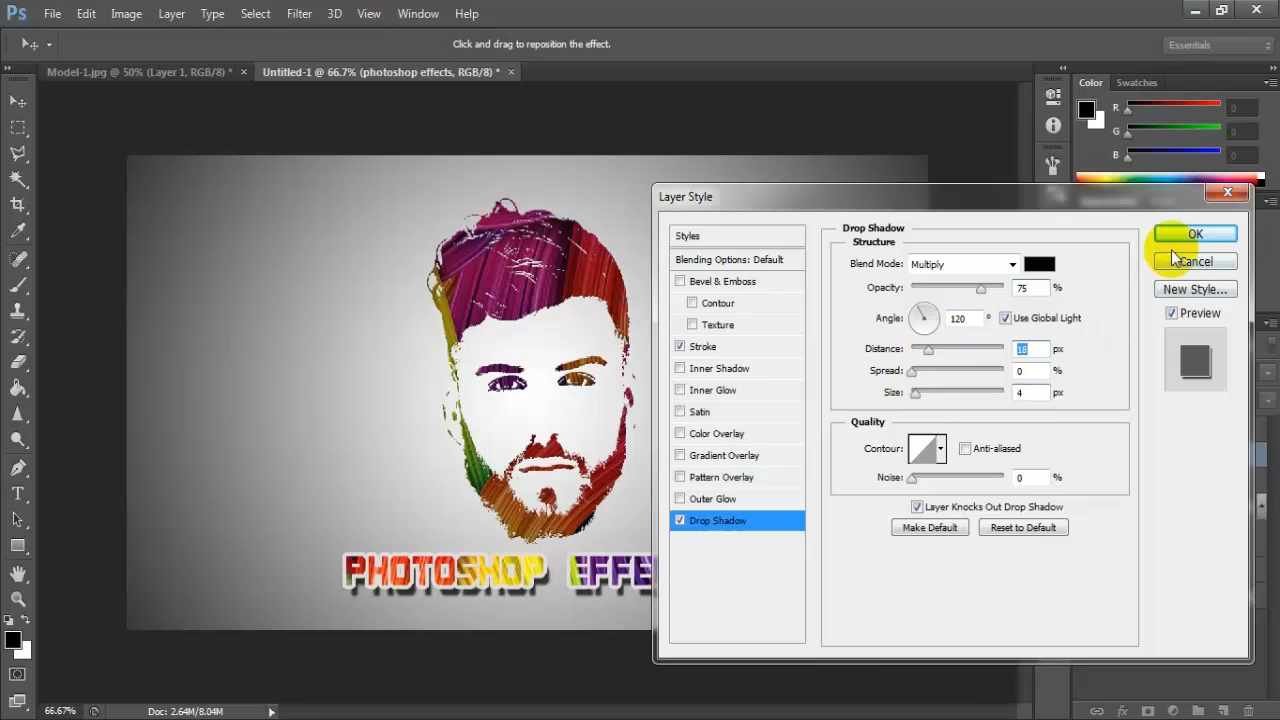 Ps File Edit Image Layer Type Select Filter 3D View Window Help
Click and drag to reposition the effect.
Essentials
Model-1.jpg @ 50% (Layer 1, RGB/8) * × Untitled-1 @ 66.7% (photoshop effects, RGB/8) * ×
Color Swatches
R 0
G 0
B 0
Layer Style
Styles
Blending Options: Default
Bevel & Emboss
Contour
Texture
Stroke
Inner Shadow
Inner Glow
Satin
Color Overlay
Gradient Overlay
Pattern Overlay
Outer Glow
Drop Shadow
Drop Shadow
Structure
Blend Mode: Multiply
Opacity: 75 %
Angle: 120 ° Use Global Light
Distance: 18 px
Spread: 0 %
Size: 4 px
Quality
Contour: Anti-aliased
Noise: 0 %
Layer Knocks Out Drop Shadow
Make Default Reset to Default
OK
Cancel
New Style...
Preview
PHOTOSHOP EFFE
66.67% Doc: 2.64M/8.04M